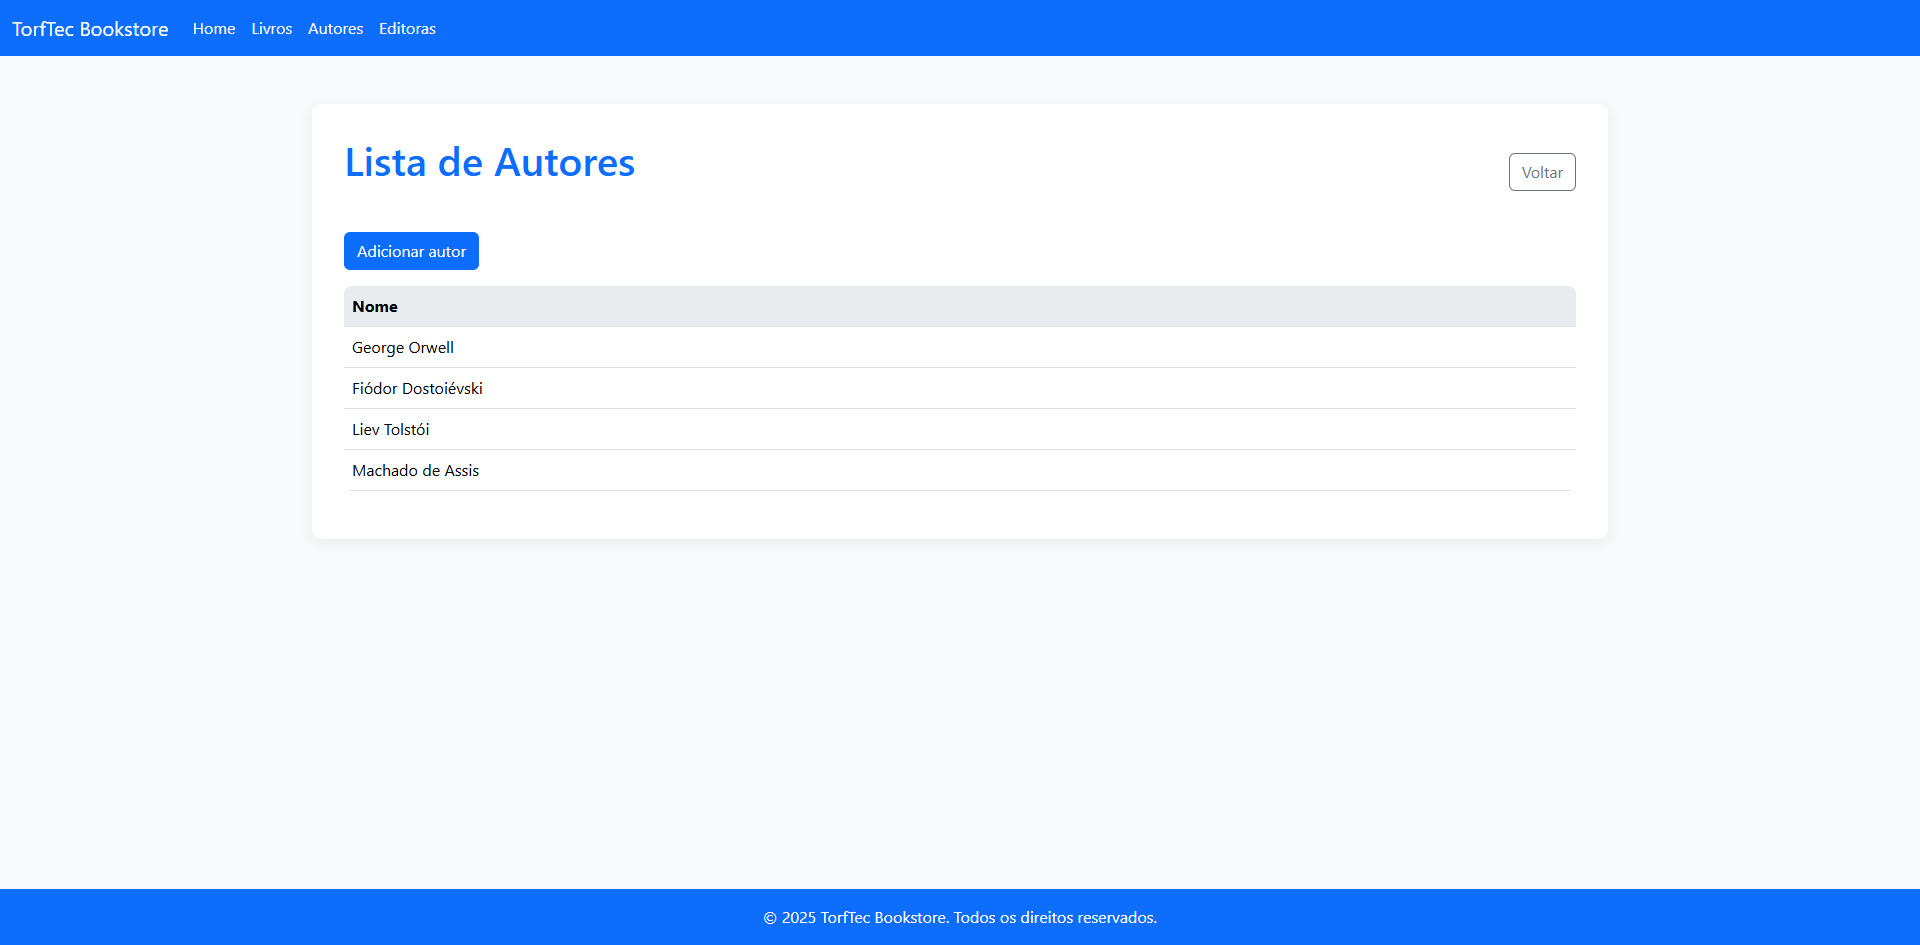 TorfTec Bookstore Home Livros Autores Editoras
Lista de Autores
Voltar
Adicionar autor
Nome
George Orwell
Fiódor Dostoiévski
Liev Tolstói
Machado de Assis
© 2025 TorfTec Bookstore. Todos os direitos reservados.